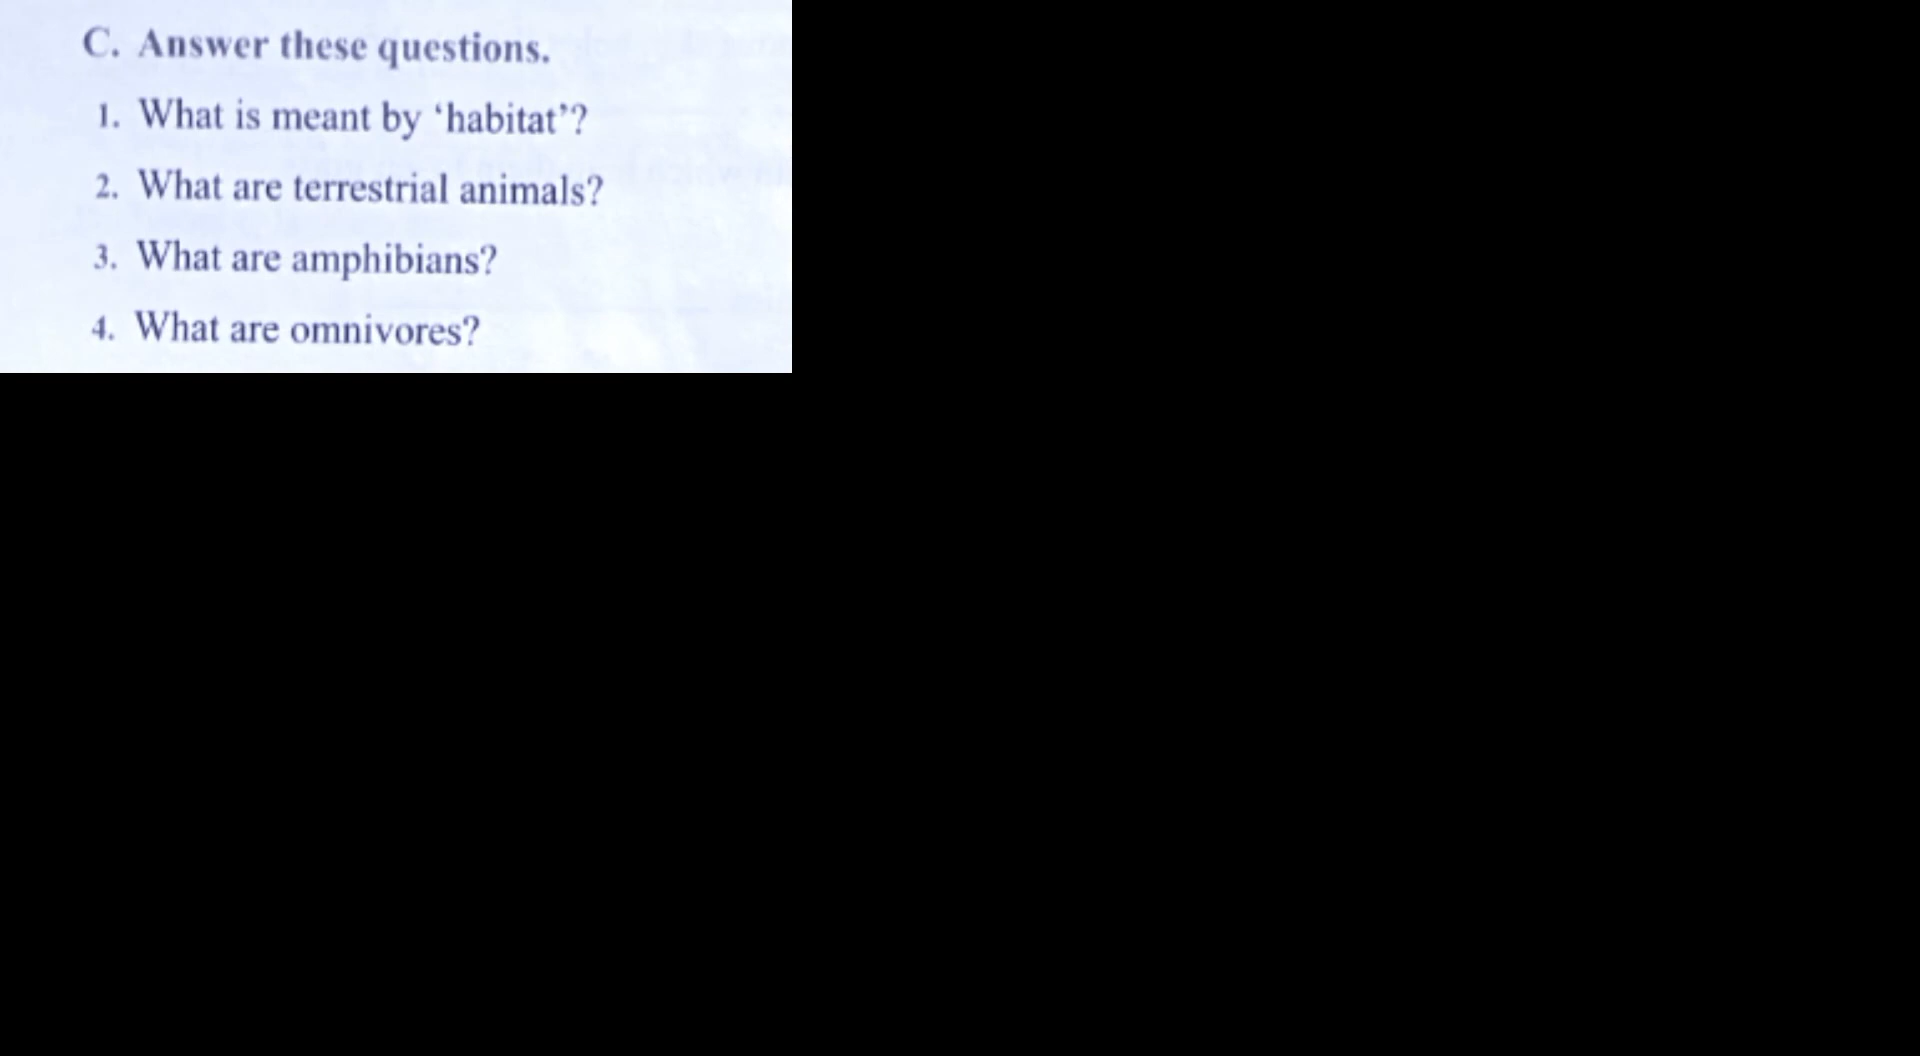 C. Answer these questions.
1. What is meant by ‘habitat’?
2. What are terrestrial animals?
3. What are amphibians?
4. What are omnivores?